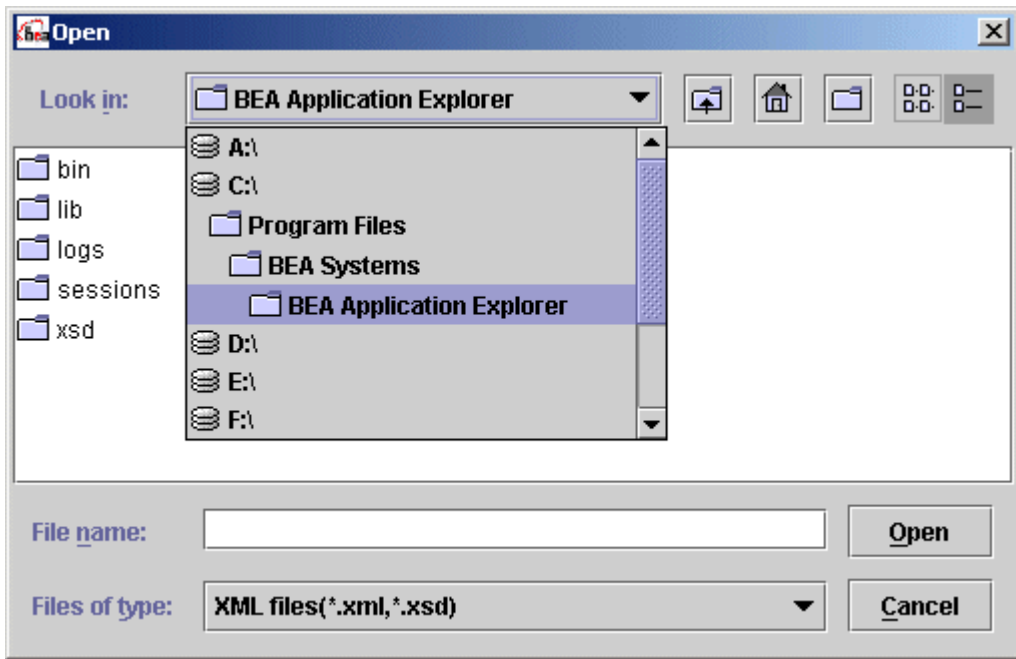 bea Open
Look in: BEA Application Explorer
A:\
C:\
Program Files
BEA Systems
BEA Application Explorer
D:\
E:\
F:\
bin
lib
logs
sessions
xsd
File name: Open
Files of type: XML files(*.xml,*.xsd) Cancel